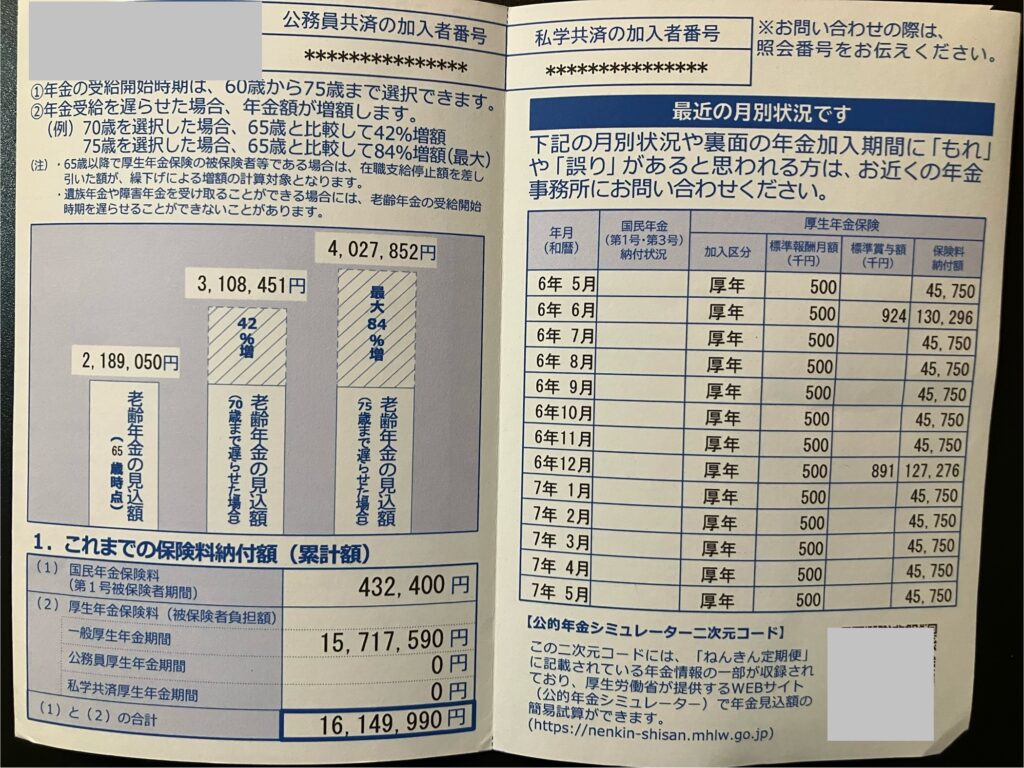 公務員共済の加入者番号
***************
①年金の受給開始時期は、60歳から75歳まで選択できます。
②年金受給を遅らせた場合、年金額が増額します。
(例) 70歳を選択した場合、65歳と比較して42%増額
75歳を選択した場合、65歳と比較して84%増額(最大)
(注)・65歳以降で厚生年金保険の被保険者等である場合は、在職支給停止額を差し
引いた額が、繰下げによる増額の計算対象となります。
・遺族年金や障害年金を受け取ることができる場合には、老齢年金の受給開始
時期を遅らせることができないことがあります。
2,189,050円
老齢年金の見込額
(65歳時点)
3,108,451円
42%増
老齢年金の見込額
(70歳まで遅らせた場合)
4,027,852円
最大84%増
老齢年金の見込額
(75歳まで遅らせた場合)
1.これまでの保険料納付額(累計額)
(1) 国民年金保険料
(第1号被保険者期間)
432,400 円
(2) 厚生年金保険料(被保険者負担額)
一般厚生年金期間 15,717,590 円
公務員厚生年金期間 0 円
私学共済厚生年金期間 0 円
(1)と(2)の合計 16,149,990 円
私学共済の加入者番号
***************
※お問い合わせの際は、
照会番号をお伝えください。
最近の月別状況です
下記の月別状況や裏面の年金加入期間に「もれ」
や「誤り」があると思われる方は、お近くの年金
事務所にお問い合わせください。
年月
(和暦)
国民年金
(第1号・第3号)
納付状況
厚生年金保険
加入区分
標準報酬月額
(千円)
標準賞与額
(千円)
保険料
納付額
6年 5月 厚年 500 45,750
6年 6月 厚年 500 924 130,296
6年 7月 厚年 500 45,750
6年 8月 厚年 500 45,750
6年 9月 厚年 500 45,750
6年10月 厚年 500 45,750
6年11月 厚年 500 45,750
6年12月 厚年 500 891 127,276
7年 1月 厚年 500 45,750
7年 2月 厚年 500 45,750
7年 3月 厚年 500 45,750
7年 4月 厚年 500 45,750
7年 5月 厚年 500 45,750
【公的年金シミュレーター二次元コード】
この二次元コードには、「ねんきん定期便」
に記載されている年金情報の一部が収録され
ており、厚生労働省が提供するWEBサイト
(公的年金シミュレーター)で年金見込額の
簡易試算ができます。
(https://nenkin-shisan.mhlw.go.jp)